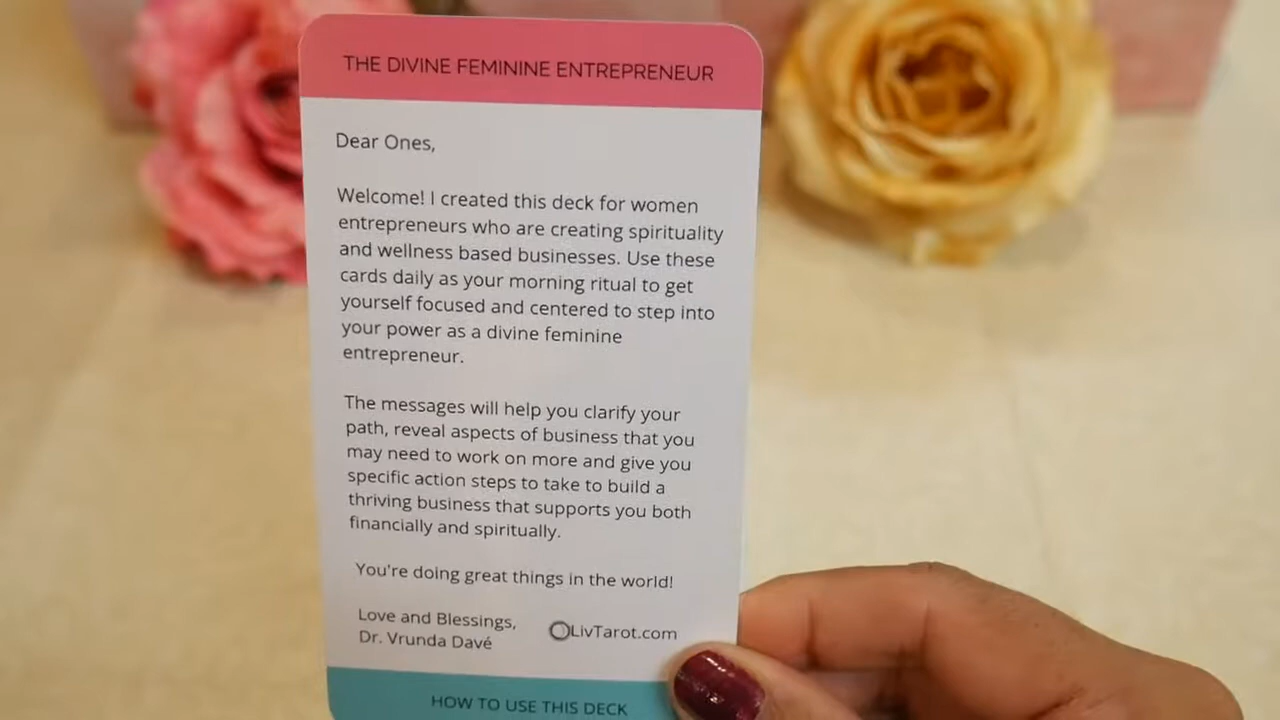 THE DIVINE FEMININE ENTREPRENEUR
Dear Ones,
Welcome! I created this deck for women
entrepreneurs who are creating spirituality
and wellness based businesses. Use these
cards daily as your morning ritual to get
yourself focused and centered to step into
your power as a divine feminine
entrepreneur.
The messages will help you clarify your
path, reveal aspects of business that you
may need to work on more and give you
specific action steps to take to build a
thriving business that supports you both
financially and spiritually.
You're doing great things in the world!
Love and Blessings,
Dr. Vrunda Davé
LivTarot.com
HOW TO USE THIS DECK